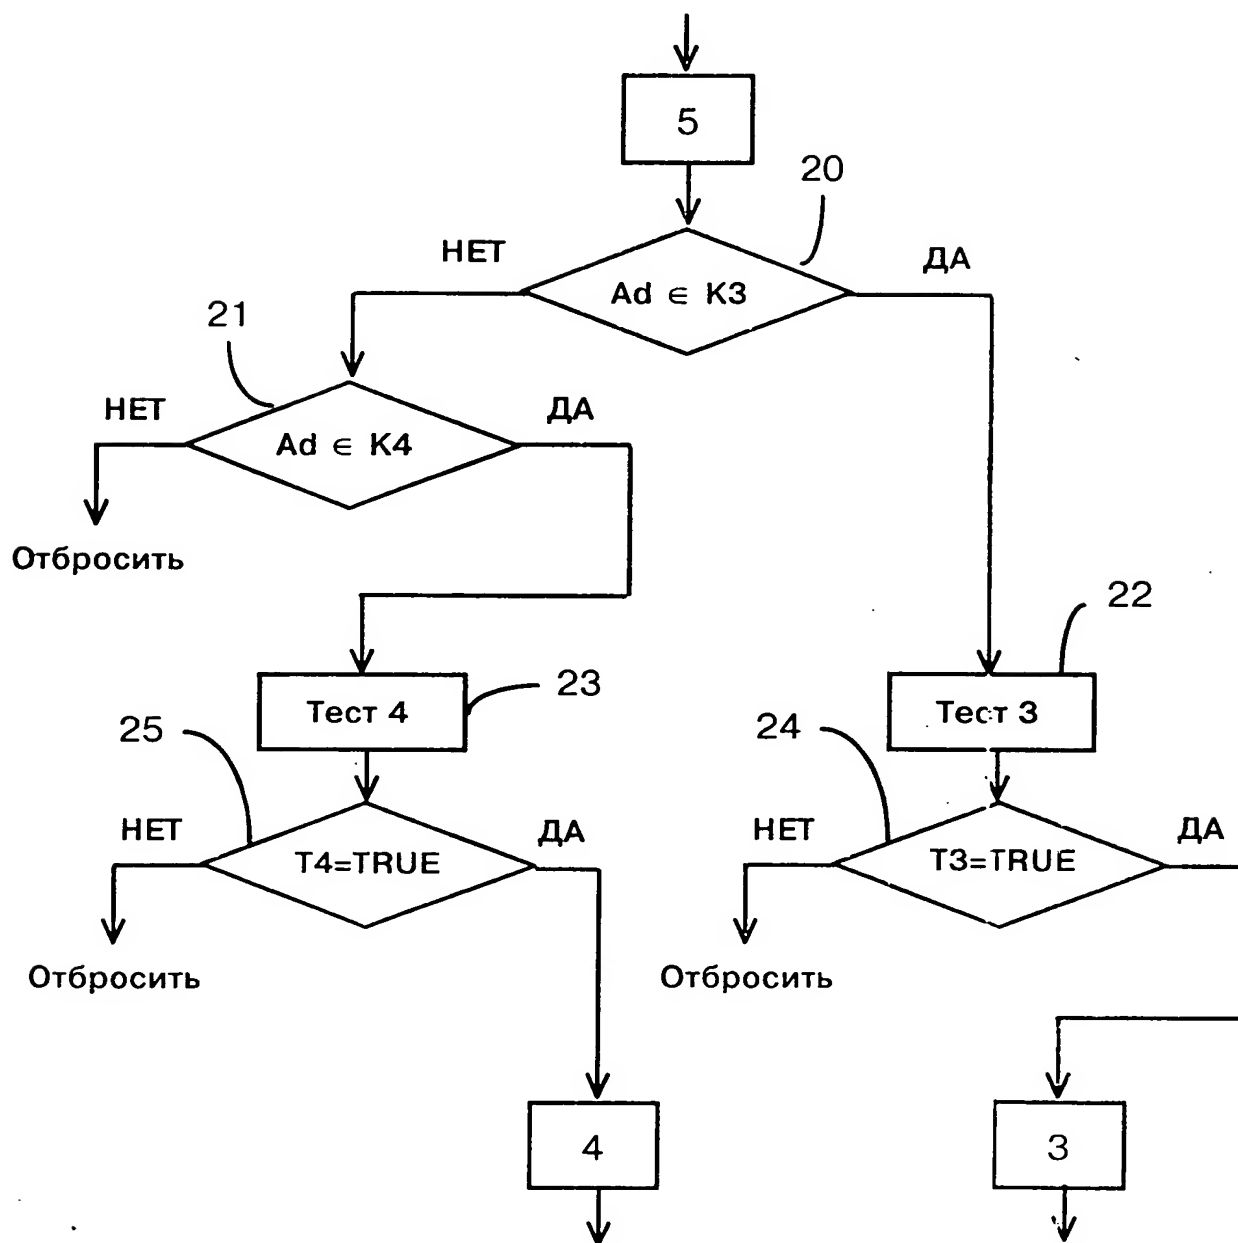 5
20
НЕТ
ДА
Ad ∈ K3
21
НЕТ
ДА
Ad ∈ K4
Отбросить
22
23
Тест 4
Тест 3
25
24
НЕТ
ДА
НЕТ
ДА
T4=TRUE
T3=TRUE
Отбросить
Отбросить
4
3